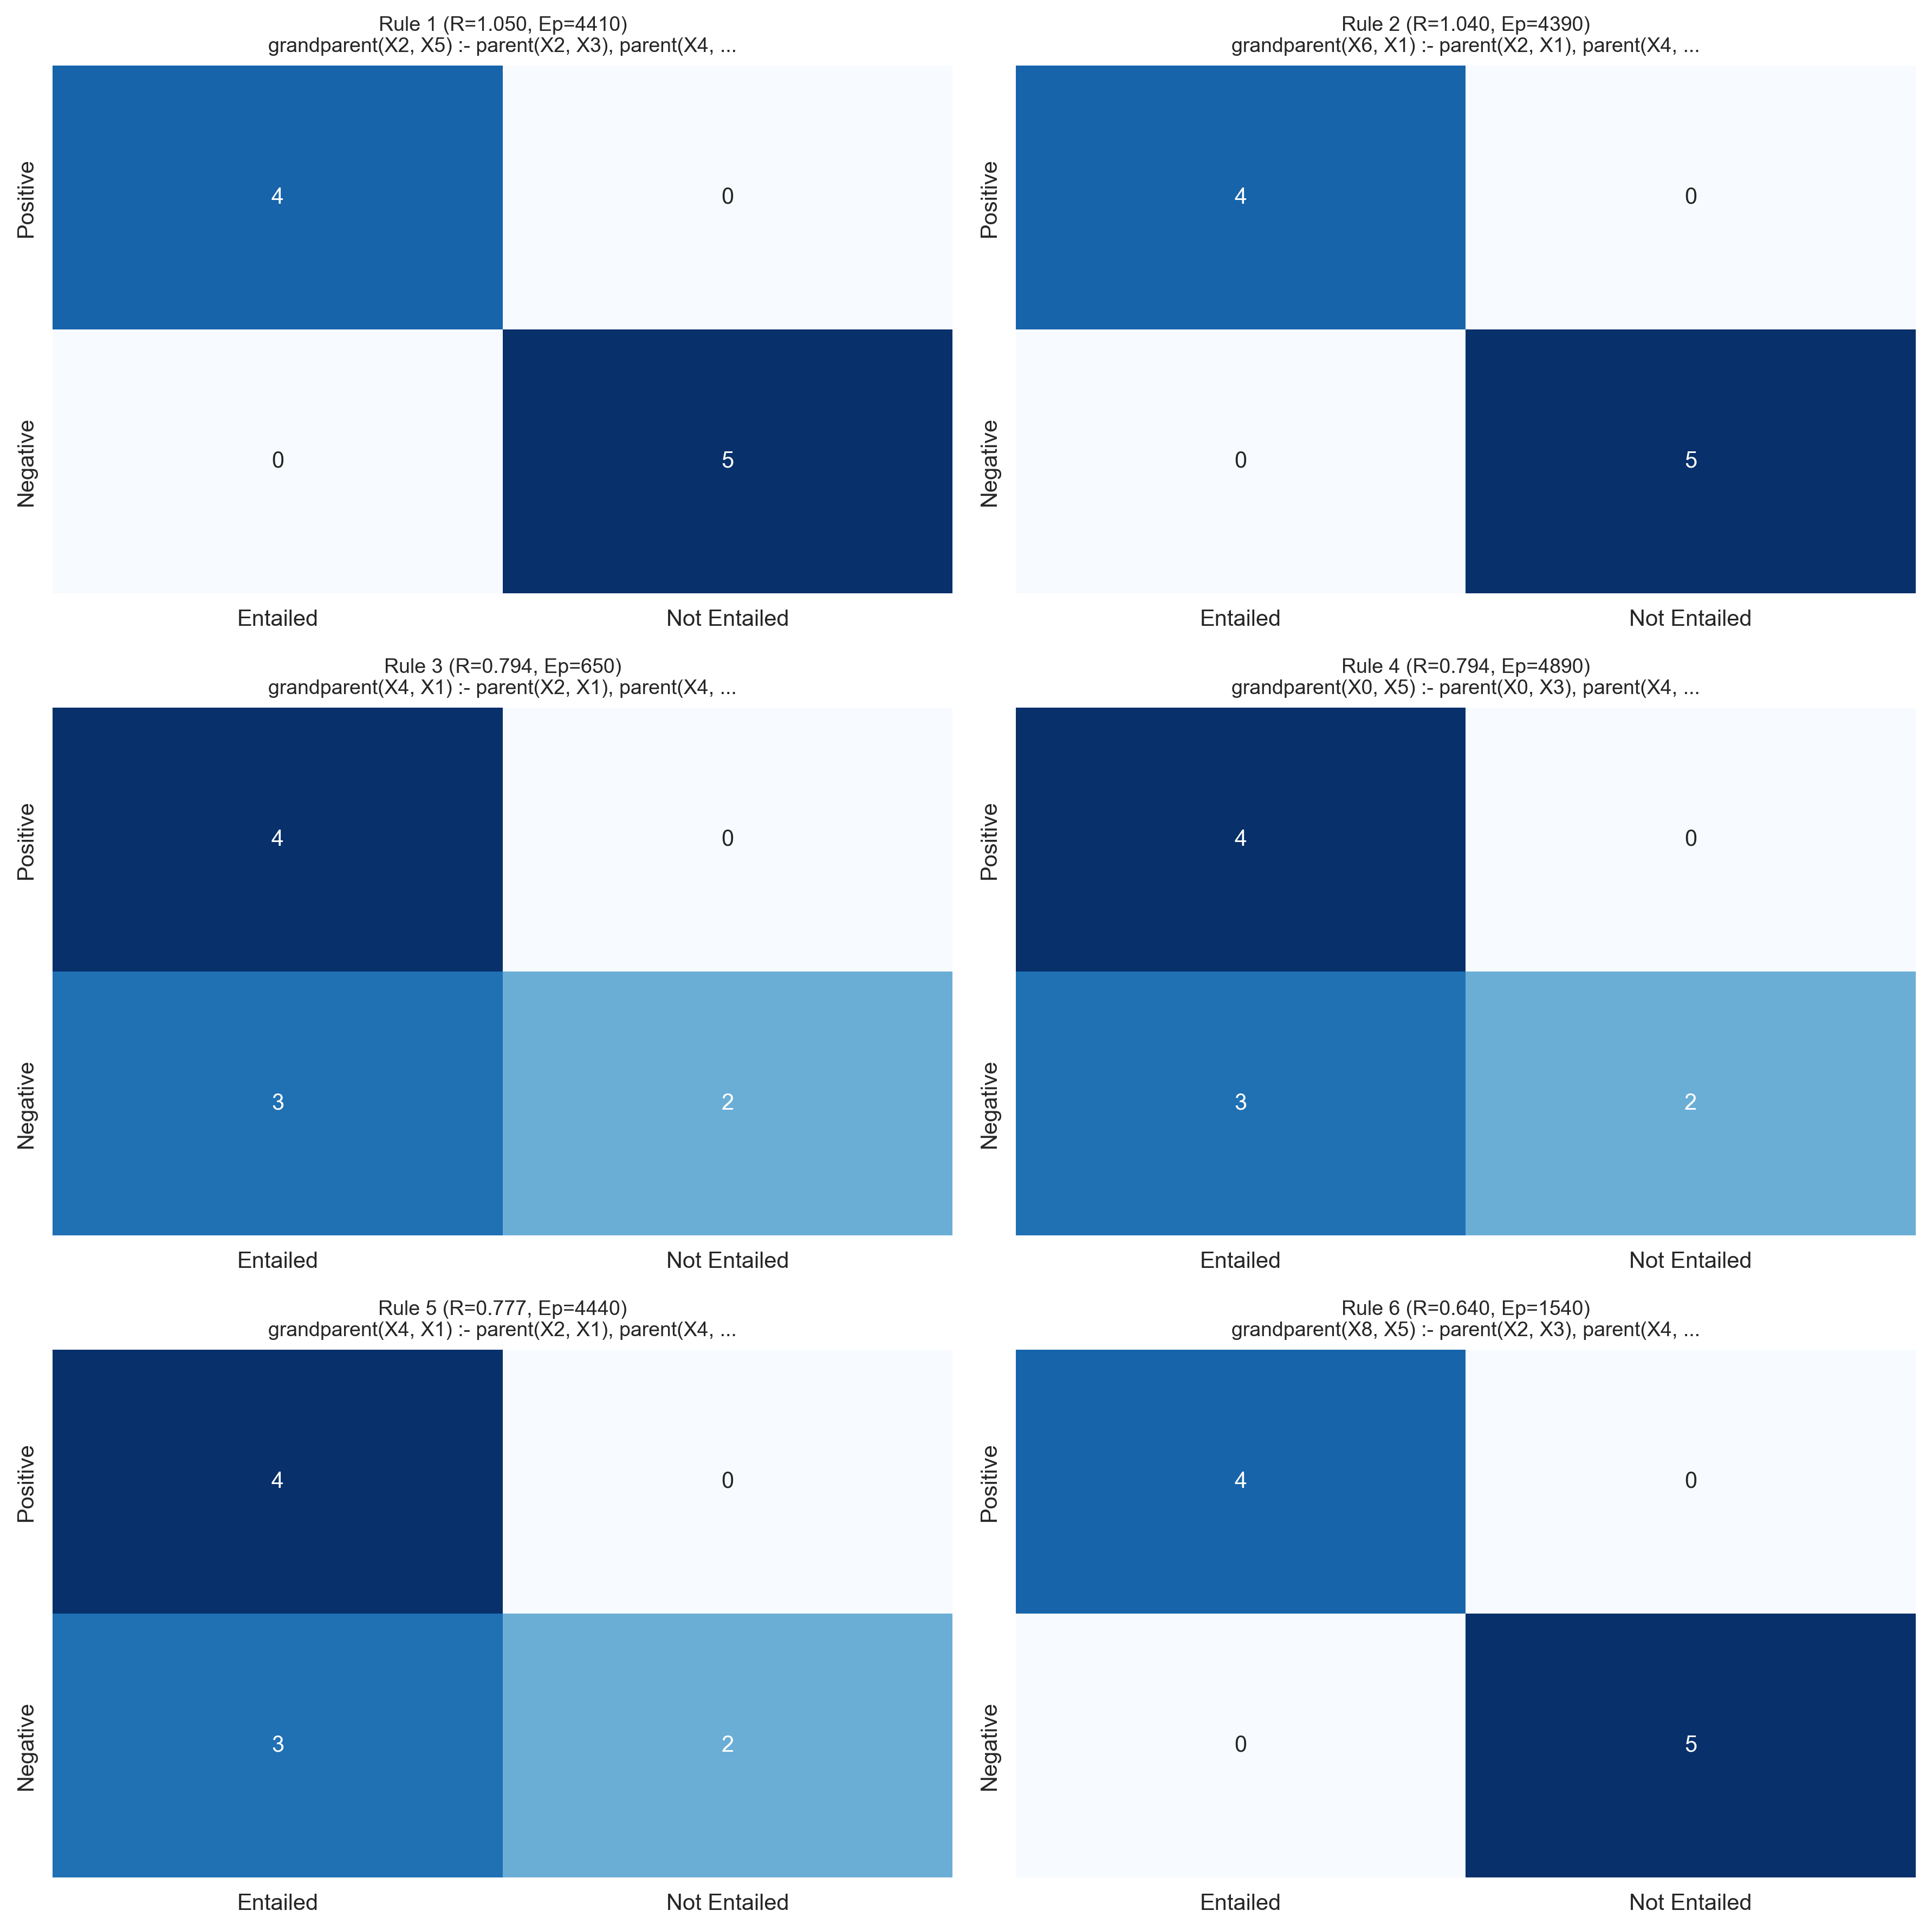 Rule 1 (R=1.050, Ep=4410)
grandparent(X2, X5) :- parent(X2, X3), parent(X4, ...
Positive
4
0
Negative
0
5
Entailed
Not Entailed
Rule 2 (R=1.040, Ep=4390)
grandparent(X6, X1) :- parent(X2, X1), parent(X4, ...
Positive
4
0
Negative
0
5
Entailed
Not Entailed
Rule 3 (R=0.794, Ep=650)
grandparent(X4, X1) :- parent(X2, X1), parent(X4, ...
Positive
4
0
Negative
3
2
Entailed
Not Entailed
Rule 4 (R=0.794, Ep=4890)
grandparent(X0, X5) :- parent(X0, X3), parent(X4, ...
Positive
4
0
Negative
3
2
Entailed
Not Entailed
Rule 5 (R=0.777, Ep=4440)
grandparent(X4, X1) :- parent(X2, X1), parent(X4, ...
Positive
4
0
Negative
3
2
Entailed
Not Entailed
Rule 6 (R=0.640, Ep=1540)
grandparent(X8, X5) :- parent(X2, X3), parent(X4, ...
Positive
4
0
Negative
0
5
Entailed
Not Entailed